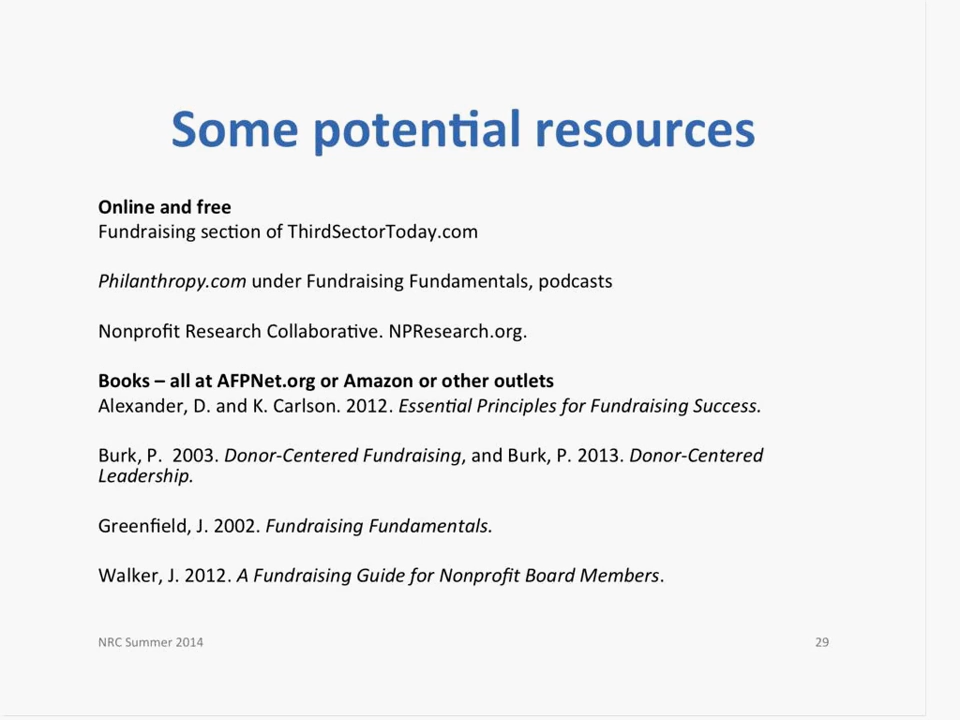 Some potential resources
Online and free
Fundraising section of ThirdSectorToday.com
Philanthropy.com under Fundraising Fundamentals, podcasts
Nonprofit Research Collaborative. NPResearch.org.
Books – all at AFPNet.org or Amazon or other outlets
Alexander, D. and K. Carlson. 2012. Essential Principles for Fundraising Success.
Burk, P.  2003. Donor-Centered Fundraising, and Burk, P. 2013. Donor-Centered
Leadership.
Greenfield, J. 2002. Fundraising Fundamentals.
Walker, J. 2012. A Fundraising Guide for Nonprofit Board Members.
NRC Summer 2014
29